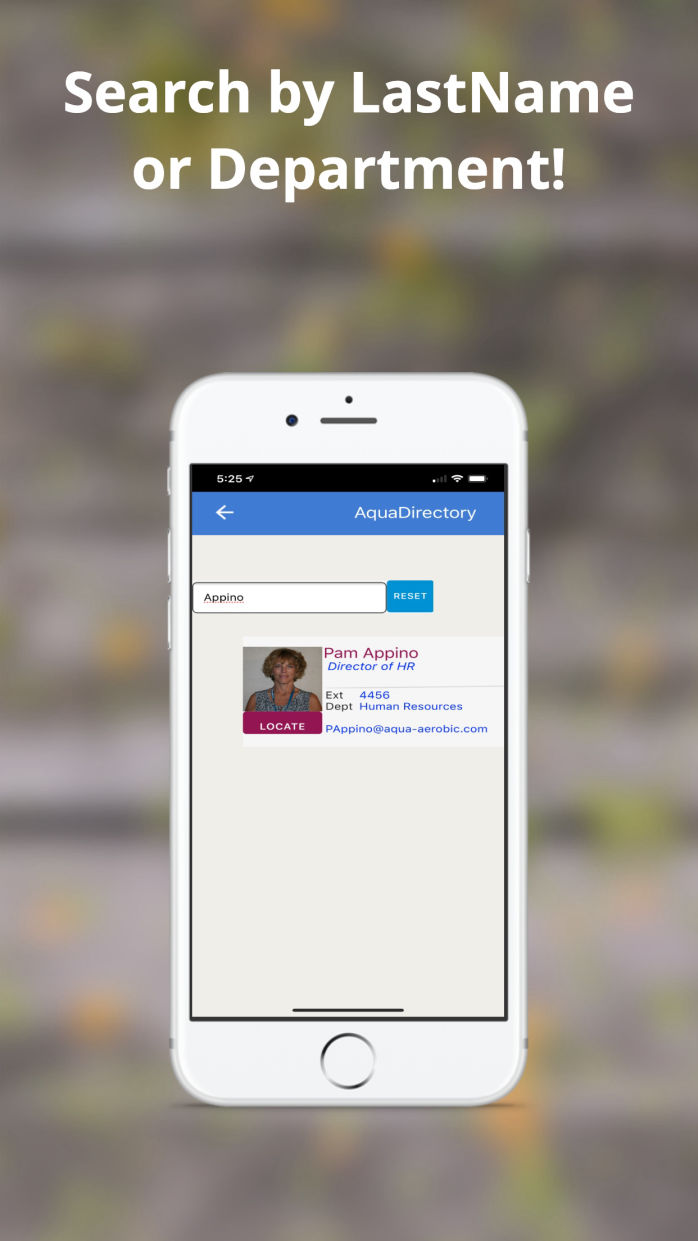 Search by LastName
or Department!
5:25
AquaDirectory
Appino
RESET
Pam Appino
Director of HR
Ext 4456
Dept Human Resources
LOCATE
PAppino@aqua-aerobic.com